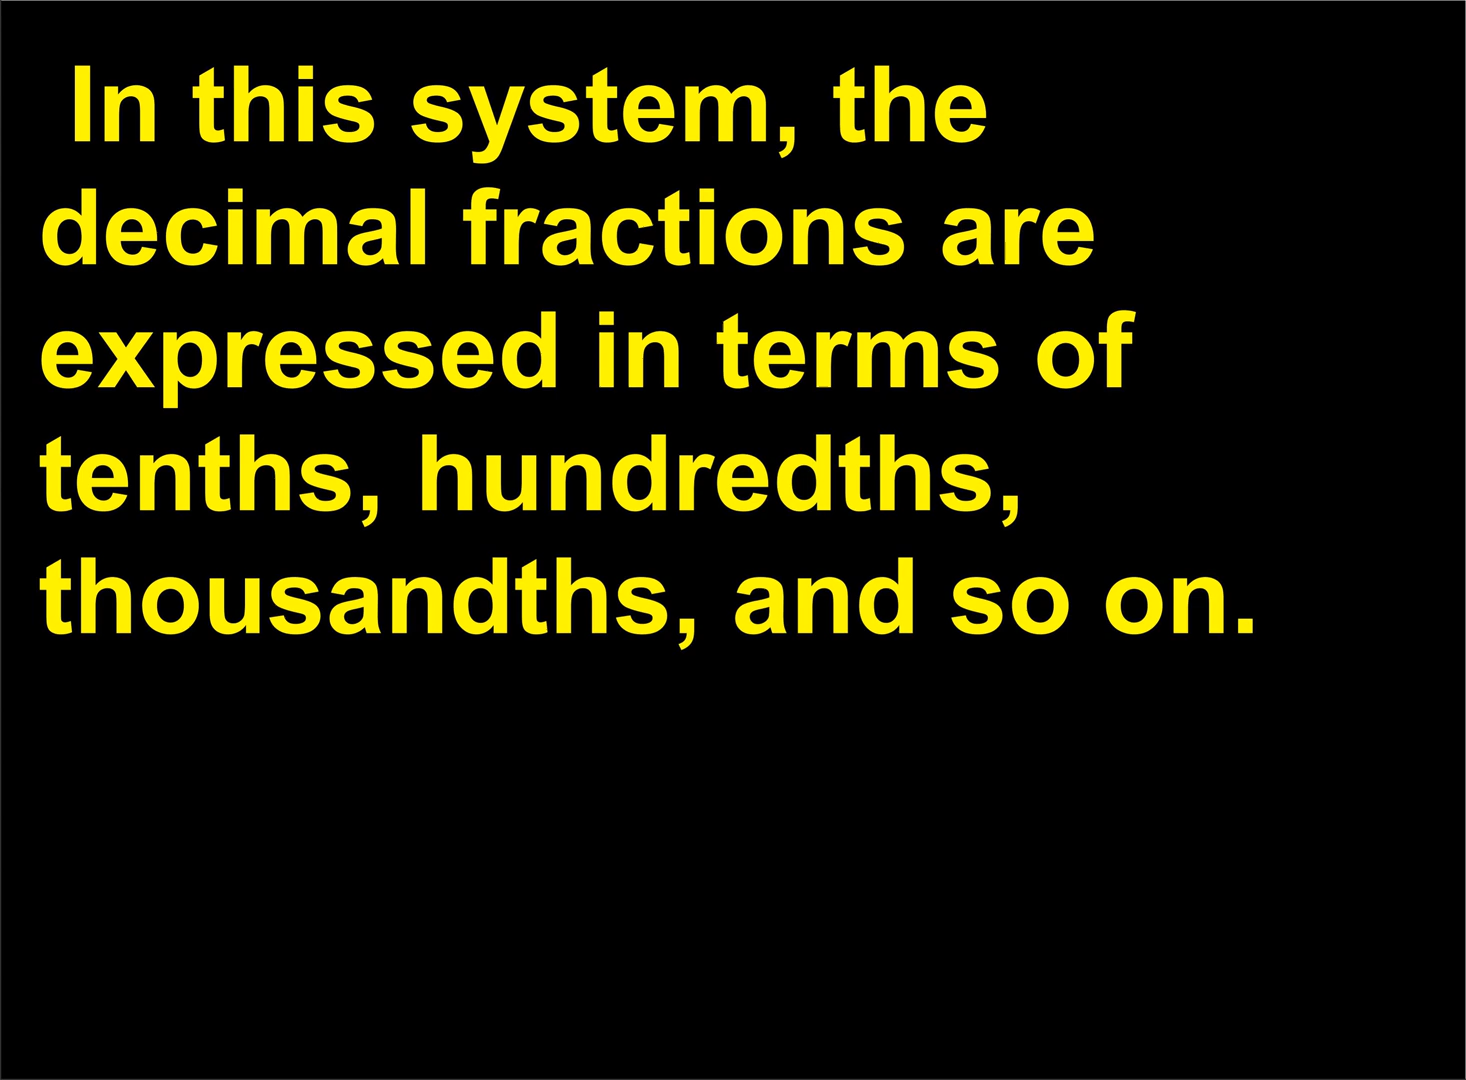 In this system, the
decimal fractions are
expressed in terms of
tenths, hundredths,
thousandths, and so on.